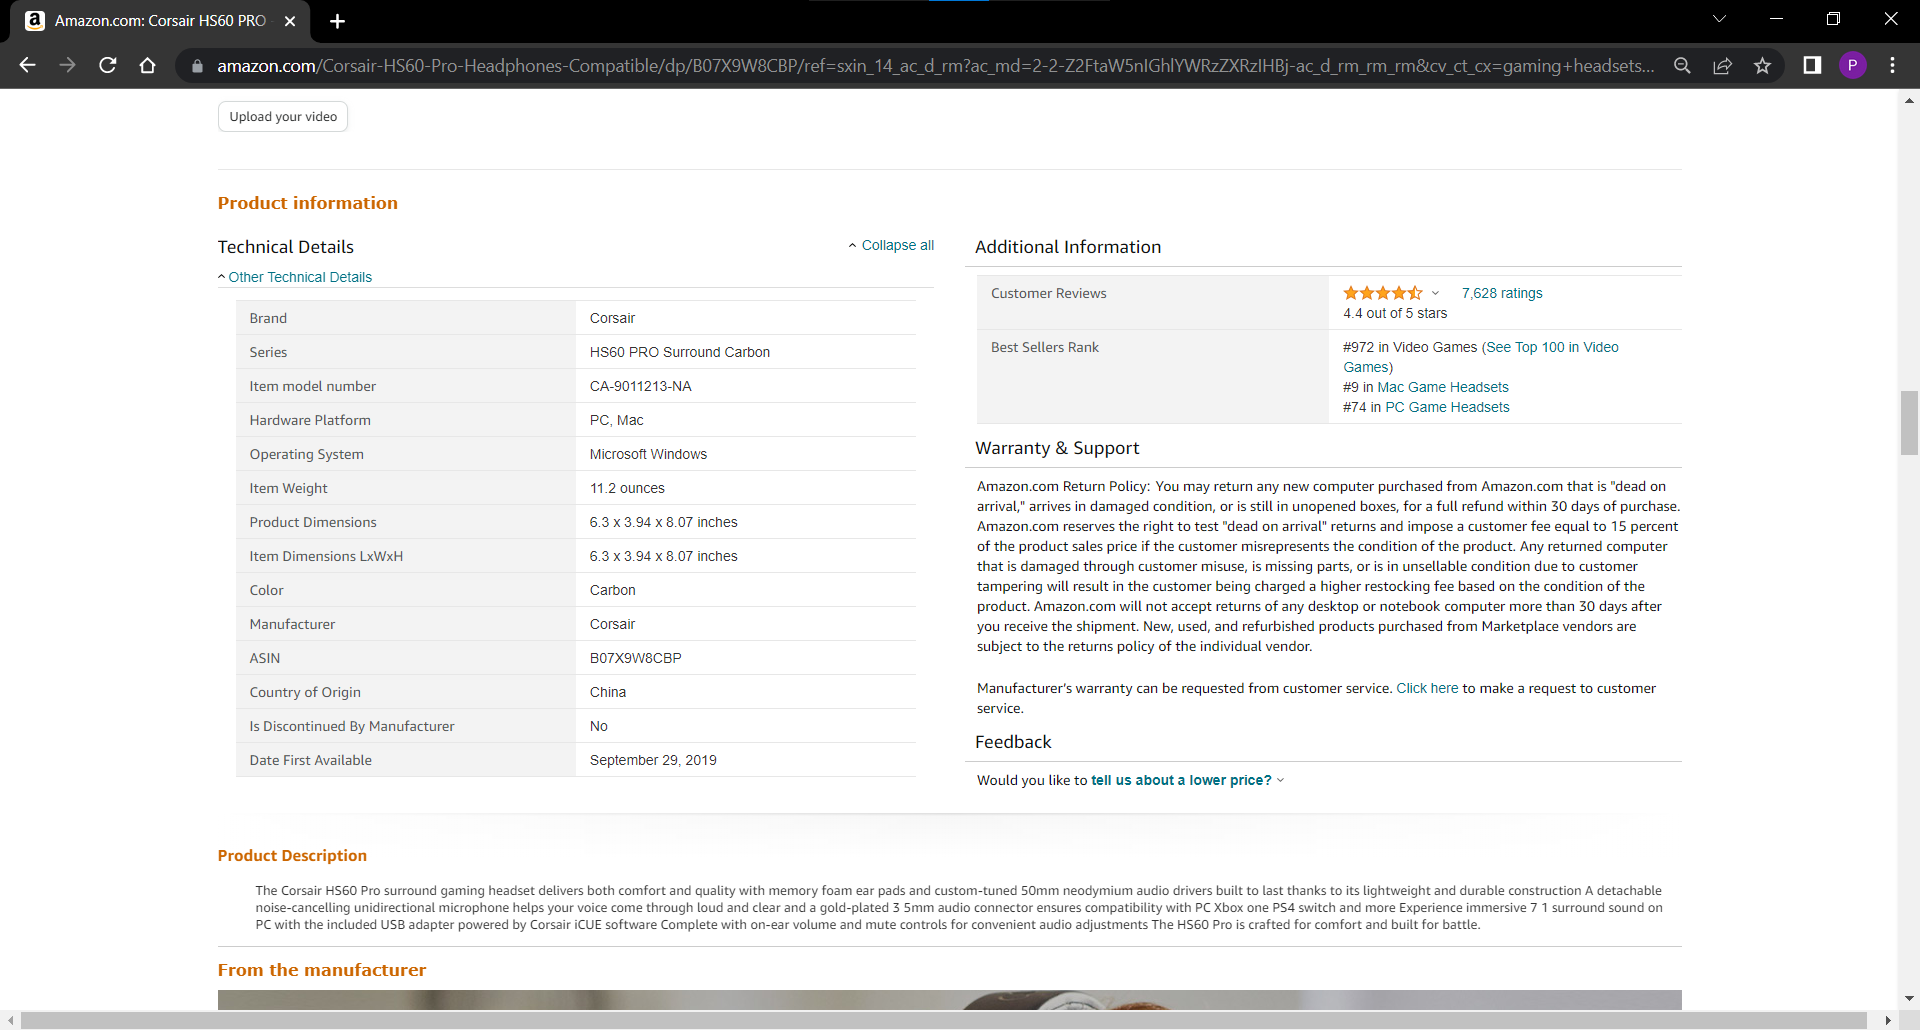 Amazon.com: Corsair HS60 PRO
amazon.com/Corsair-HS60-Pro-Headphones-Compatible/dp/B07X9W8CBP/ref=sxin_14_ac_d_rm?ac_md=2-2-Z2FtaW5nIGhlYWRzZXRzIHBj-ac_d_rm_rm_rm&cv_ct_cx=gaming+headsets...
P
Upload your video
Product information
Technical Details
Collapse all
Other Technical Details
Brand Corsair
Series HS60 PRO Surround Carbon
Item model number CA-9011213-NA
Hardware Platform PC, Mac
Operating System Microsoft Windows
Item Weight 11.2 ounces
Product Dimensions 6.3 x 3.94 x 8.07 inches
Item Dimensions LxWxH 6.3 x 3.94 x 8.07 inches
Color Carbon
Manufacturer Corsair
ASIN B07X9W8CBP
Country of Origin China
Is Discontinued By Manufacturer No
Date First Available September 29, 2019
Additional Information
Customer Reviews 7,628 ratings
4.4 out of 5 stars
Best Sellers Rank #972 in Video Games (See Top 100 in Video
Games)
#9 in Mac Game Headsets
#74 in PC Game Headsets
Warranty & Support
Amazon.com Return Policy: You may return any new computer purchased from Amazon.com that is "dead on
arrival," arrives in damaged condition, or is still in unopened boxes, for a full refund within 30 days of purchase.
Amazon.com reserves the right to test "dead on arrival" returns and impose a customer fee equal to 15 percent
of the product sales price if the customer misrepresents the condition of the product. Any returned computer
that is damaged through customer misuse, is missing parts, or is in unsellable condition due to customer
tampering will result in the customer being charged a higher restocking fee based on the condition of the
product. Amazon.com will not accept returns of any desktop or notebook computer more than 30 days after
you receive the shipment. New, used, and refurbished products purchased from Marketplace vendors are
subject to the returns policy of the individual vendor.
Manufacturer's warranty can be requested from customer service. Click here to make a request to customer
service.
Feedback
Would you like to tell us about a lower price?
Product Description
The Corsair HS60 Pro surround gaming headset delivers both comfort and quality with memory foam ear pads and custom-tuned 50mm neodymium audio drivers built to last thanks to its lightweight and durable construction A detachable
noise-cancelling unidirectional microphone helps your voice come through loud and clear and a gold-plated 3 5mm audio connector ensures compatibility with PC Xbox one PS4 switch and more Experience immersive 7 1 surround sound on
PC with the included USB adapter powered by Corsair iCUE software Complete with on-ear volume and mute controls for convenient audio adjustments The HS60 Pro is crafted for comfort and built for battle.
From the manufacturer